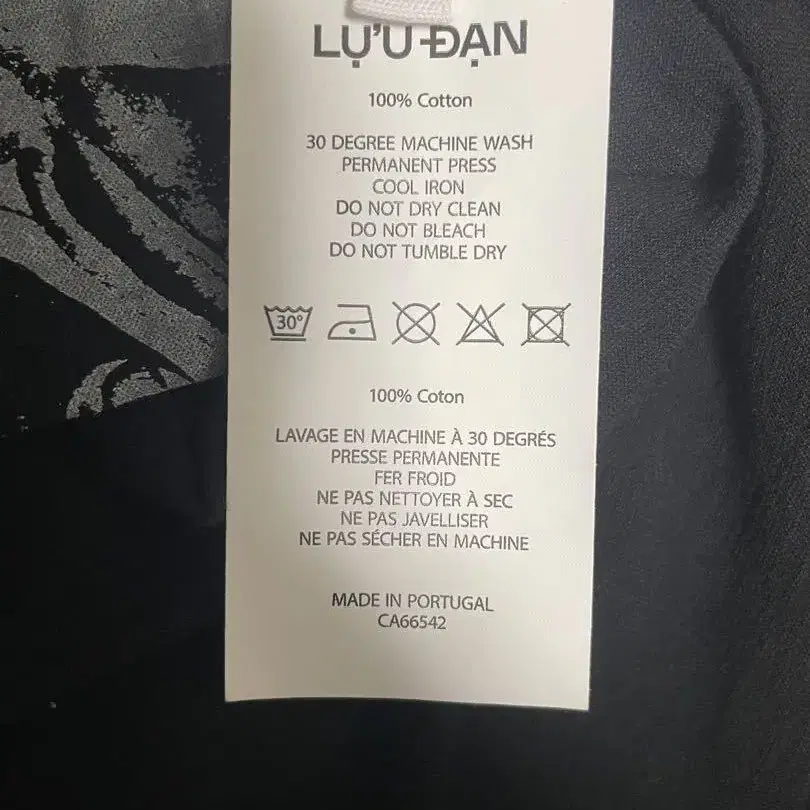 LỰU ĐẠN
100% Cotton
30 DEGREE MACHINE WASH
PERMANENT PRESS
COOL IRON
DO NOT DRY CLEAN
DO NOT BLEACH
DO NOT TUMBLE DRY
30°
100% Coton
LAVAGE EN MACHINE À 30 DEGRÉS
PRESSE PERMANENTE
FER FROID
NE PAS NETTOYER À SEC
NE PAS JAVELLISER
NE PAS SÉCHER EN MACHINE
MADE IN PORTUGAL
CA66542